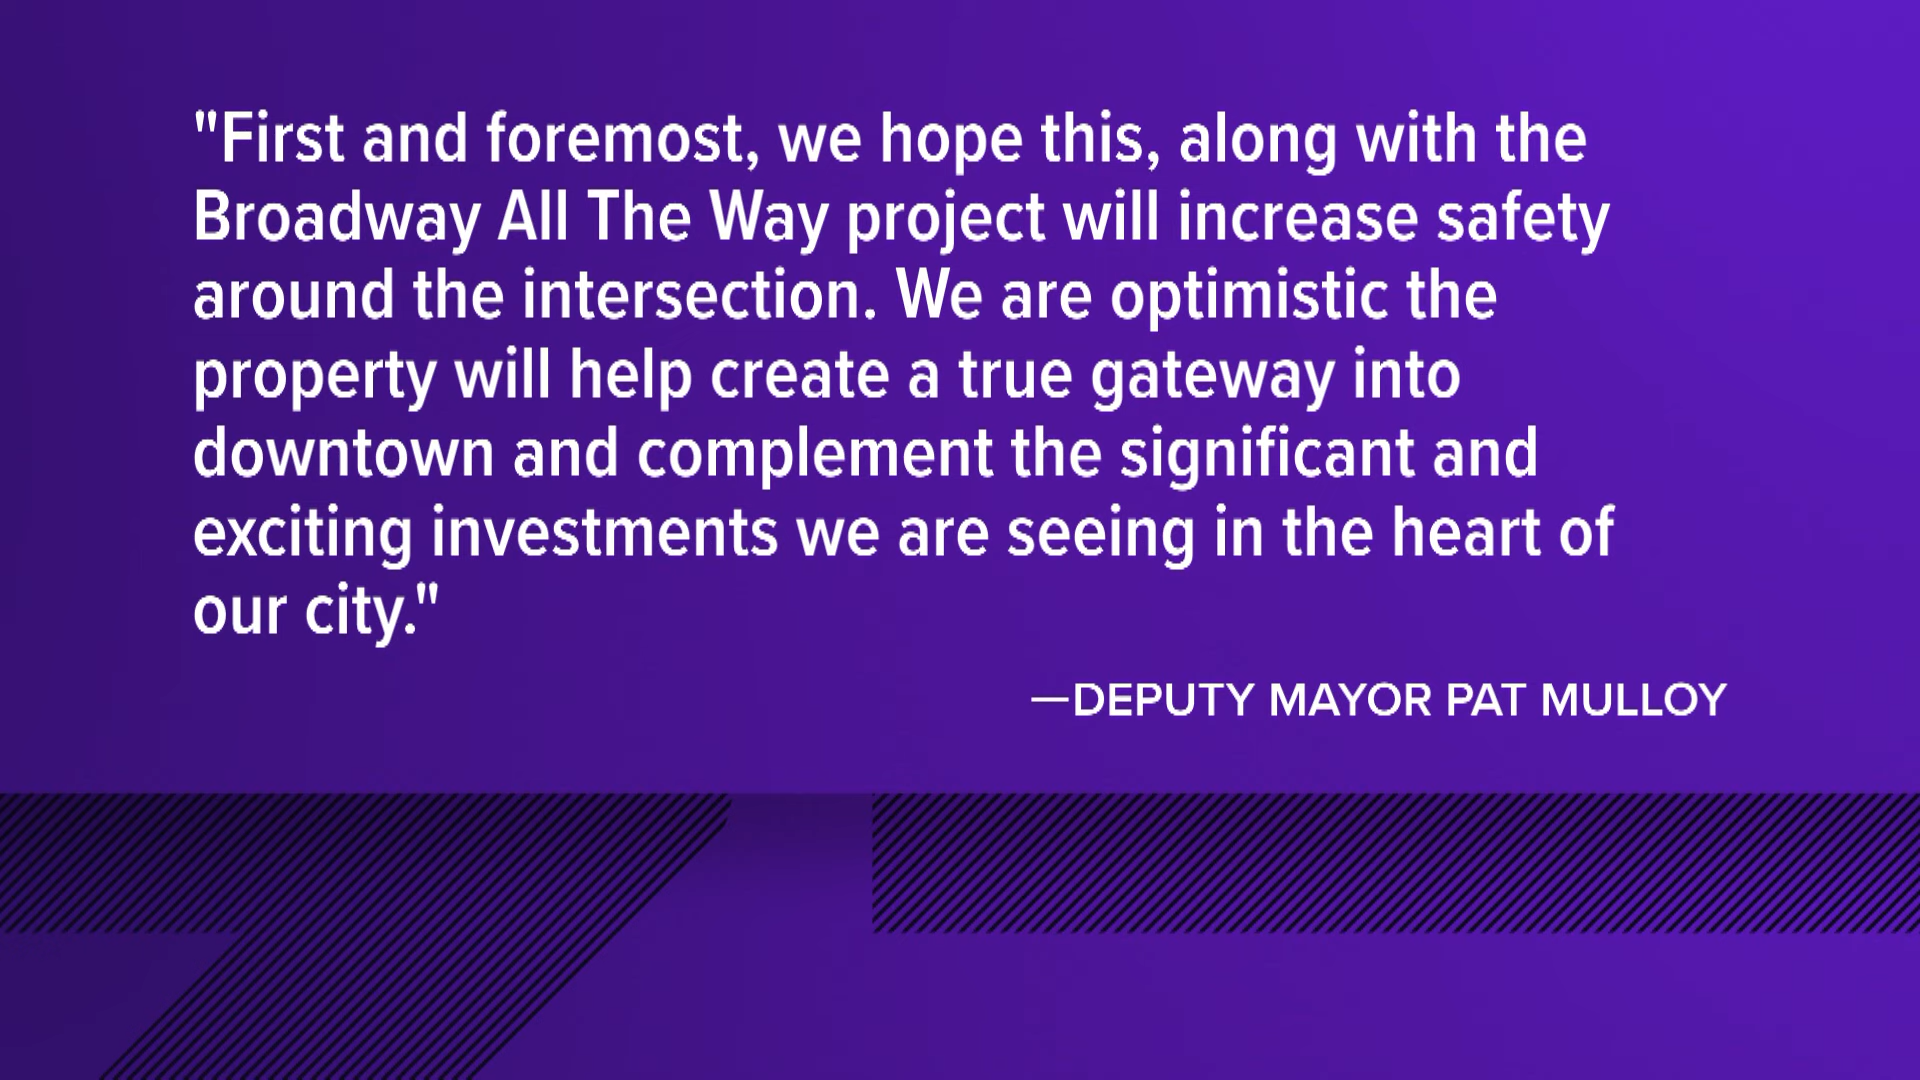 "First and foremost, we hope this, along with the
Broadway All The Way project will increase safety
around the intersection. We are optimistic the
property will help create a true gateway into
downtown and complement the significant and
exciting investments we are seeing in the heart of
our city."
—DEPUTY MAYOR PAT MULLOY